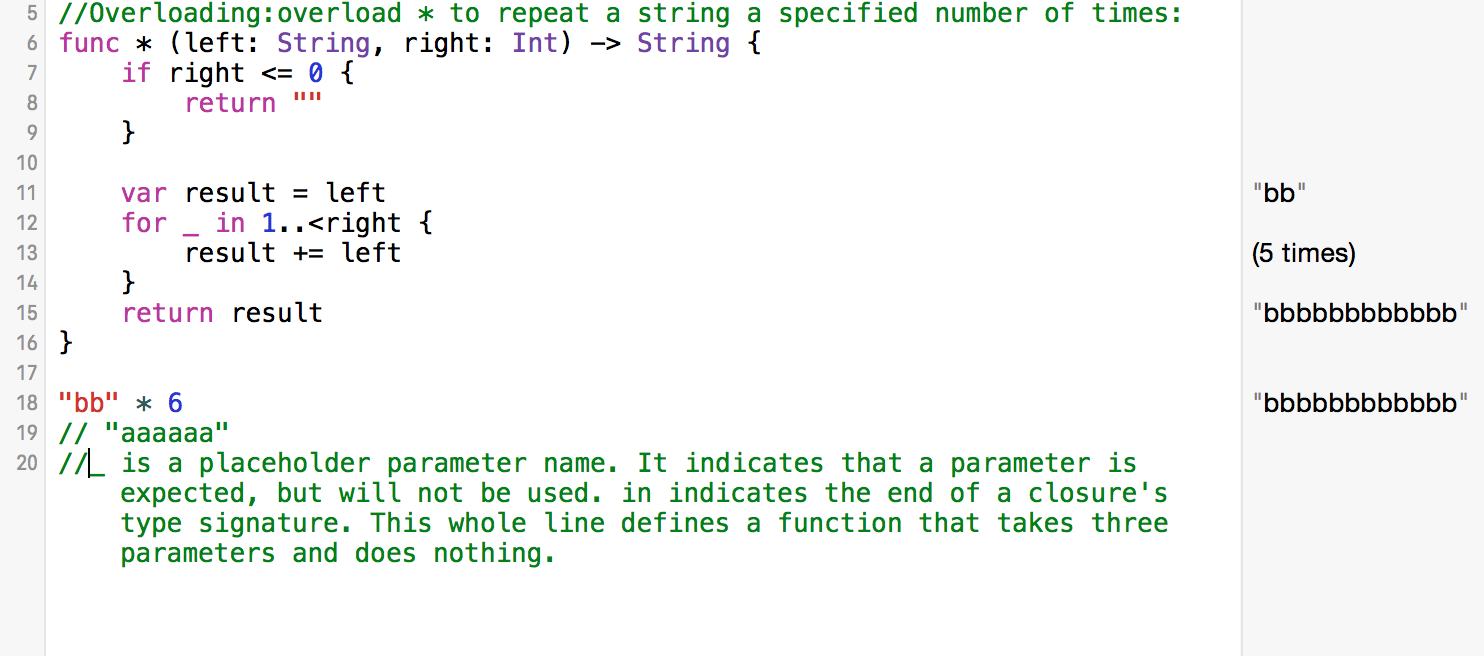 5 //Overloading:overload * to repeat a string a specified number of times:
6 func * (left: String, right: Int) -> String {
7 if right <= 0 {
8 return ""
9 }
10
11 var result = left "bb"
12 for _ in 1..<right {
13 result += left (5 times)
14 }
15 return result "bbbbbbbbbbbb"
16 }
17
18 "bb" * 6 "bbbbbbbbbbbb"
19 // "aaaaaa"
20 //_ is a placeholder parameter name. It indicates that a parameter is
expected, but will not be used. in indicates the end of a closure's
type signature. This whole line defines a function that takes three
parameters and does nothing.